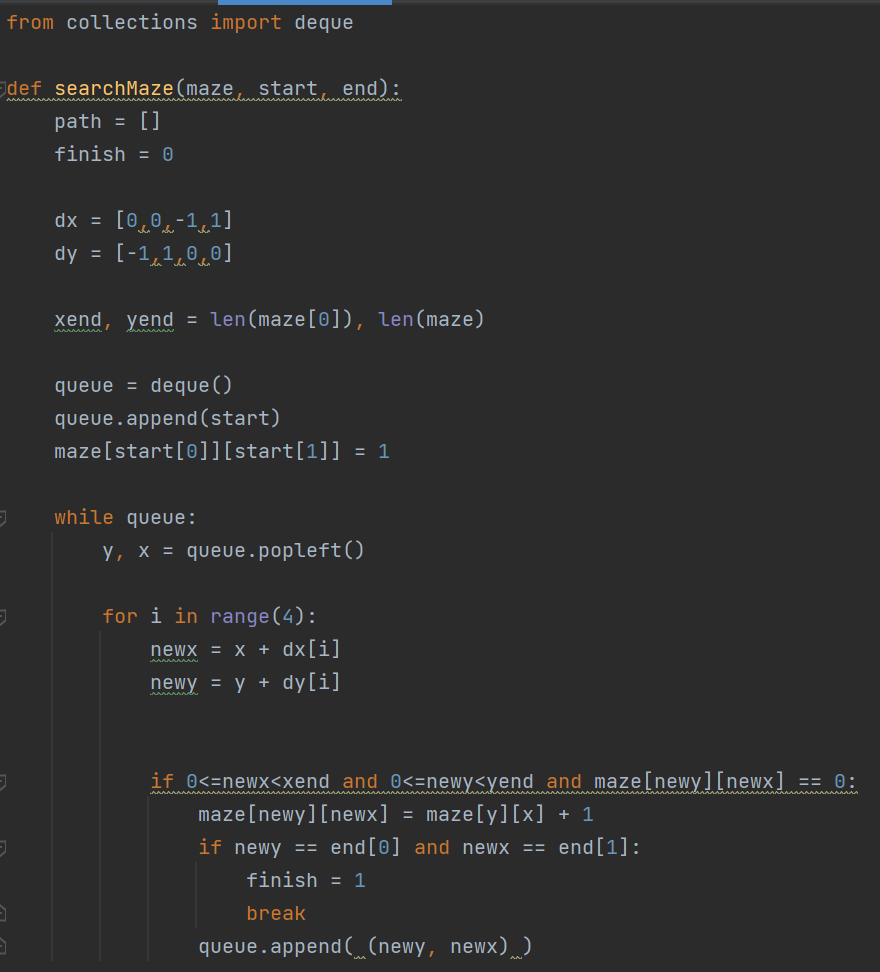 from collections import deque
def searchMaze(maze, start, end):
    path = []
    finish = 0
    dx = [0,0,-1,1]
    dy = [-1,1,0,0]
    xend, yend = len(maze[0]), len(maze)
    queue = deque()
    queue.append(start)
    maze[start[0]][start[1]] = 1
    while queue:
        y, x = queue.popleft()
        for i in range(4):
            newx = x + dx[i]
            newy = y + dy[i]
            if 0<=newx<xend and 0<=newy<yend and maze[newy][newx] == 0:
                maze[newy][newx] = maze[y][x] + 1
                if newy == end[0] and newx == end[1]:
                    finish = 1
                    break
                queue.append( (newy, newx) )